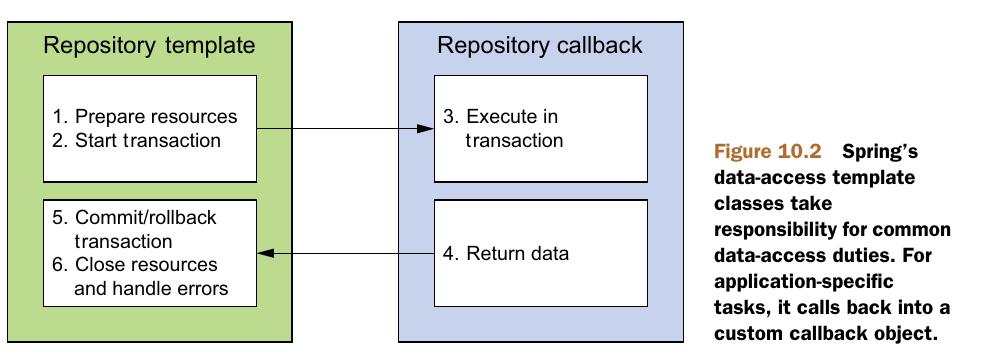 Repository template
1. Prepare resources
2. Start transaction
5. Commit/rollback
transaction
6. Close resources
and handle errors
Repository callback
3. Execute in
transaction
4. Return data
Figure 10.2 Spring’s
data-access template
classes take
responsibility for common
data-access duties. For
application-specific
tasks, it calls back into a
custom callback object.